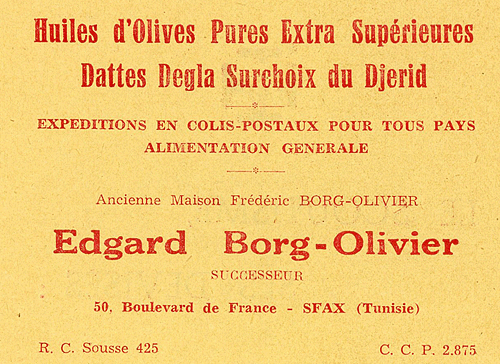 Huiles d'Olives Pures Extra Supérieures
Dattes Degla Surchoix du Djerid
EXPEDITIONS EN COLIS-POSTAUX POUR TOUS PAYS
ALIMENTATION GENERALE
Ancienne Maison Frédéric BORG-OLIVIER
Edgard Borg-Olivier
SUCCESSEUR
50, Boulevard de France - SFAX (Tunisie)
R. C. Sousse 425 C. C. P. 2.875